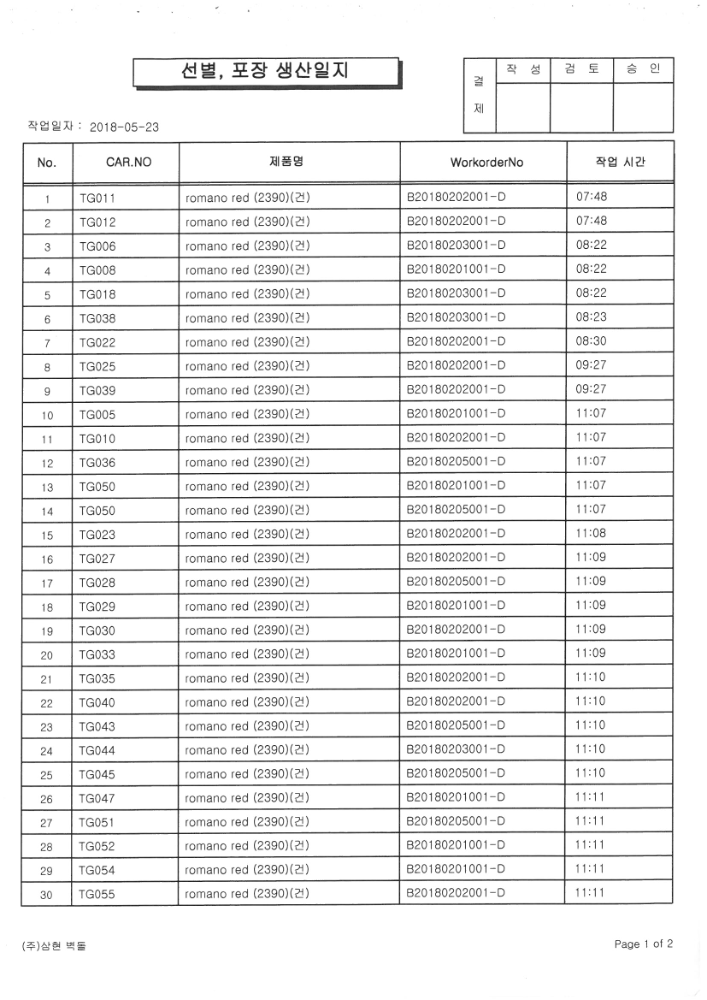 선별, 포장 생산일지
결 제
작 성 검 토 승 인
작업일자 : 2018-05-23
No. CAR.NO 제품명 WorkorderNo 작업 시간
1 TG011 romano red (2390)(건) B20180202001-D 07:48
2 TG012 romano red (2390)(건) B20180202001-D 07:48
3 TG006 romano red (2390)(건) B20180203001-D 08:22
4 TG008 romano red (2390)(건) B20180201001-D 08:22
5 TG018 romano red (2390)(건) B20180203001-D 08:22
6 TG038 romano red (2390)(건) B20180203001-D 08:23
7 TG022 romano red (2390)(건) B20180202001-D 08:30
8 TG025 romano red (2390)(건) B20180202001-D 09:27
9 TG039 romano red (2390)(건) B20180202001-D 09:27
10 TG005 romano red (2390)(건) B20180201001-D 11:07
11 TG010 romano red (2390)(건) B20180202001-D 11:07
12 TG036 romano red (2390)(건) B20180205001-D 11:07
13 TG050 romano red (2390)(건) B20180201001-D 11:07
14 TG050 romano red (2390)(건) B20180205001-D 11:07
15 TG023 romano red (2390)(건) B20180202001-D 11:08
16 TG027 romano red (2390)(건) B20180202001-D 11:09
17 TG028 romano red (2390)(건) B20180205001-D 11:09
18 TG029 romano red (2390)(건) B20180201001-D 11:09
19 TG030 romano red (2390)(건) B20180202001-D 11:09
20 TG033 romano red (2390)(건) B20180201001-D 11:09
21 TG035 romano red (2390)(건) B20180202001-D 11:10
22 TG040 romano red (2390)(건) B20180202001-D 11:10
23 TG043 romano red (2390)(건) B20180205001-D 11:10
24 TG044 romano red (2390)(건) B20180203001-D 11:10
25 TG045 romano red (2390)(건) B20180205001-D 11:10
26 TG047 romano red (2390)(건) B20180201001-D 11:11
27 TG051 romano red (2390)(건) B20180205001-D 11:11
28 TG052 romano red (2390)(건) B20180201001-D 11:11
29 TG054 romano red (2390)(건) B20180201001-D 11:11
30 TG055 romano red (2390)(건) B20180202001-D 11:11
(주)삼현 벽돌 Page 1 of 2